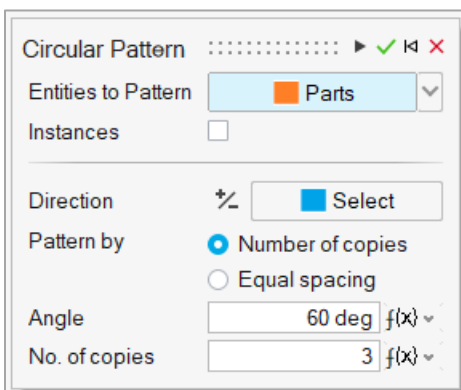 Circular Pattern
Entities to Pattern Parts
Instances
Direction +/- Select
Pattern by Number of copies
Equal spacing
Angle 60 deg f(x)
No. of copies 3 f(x)